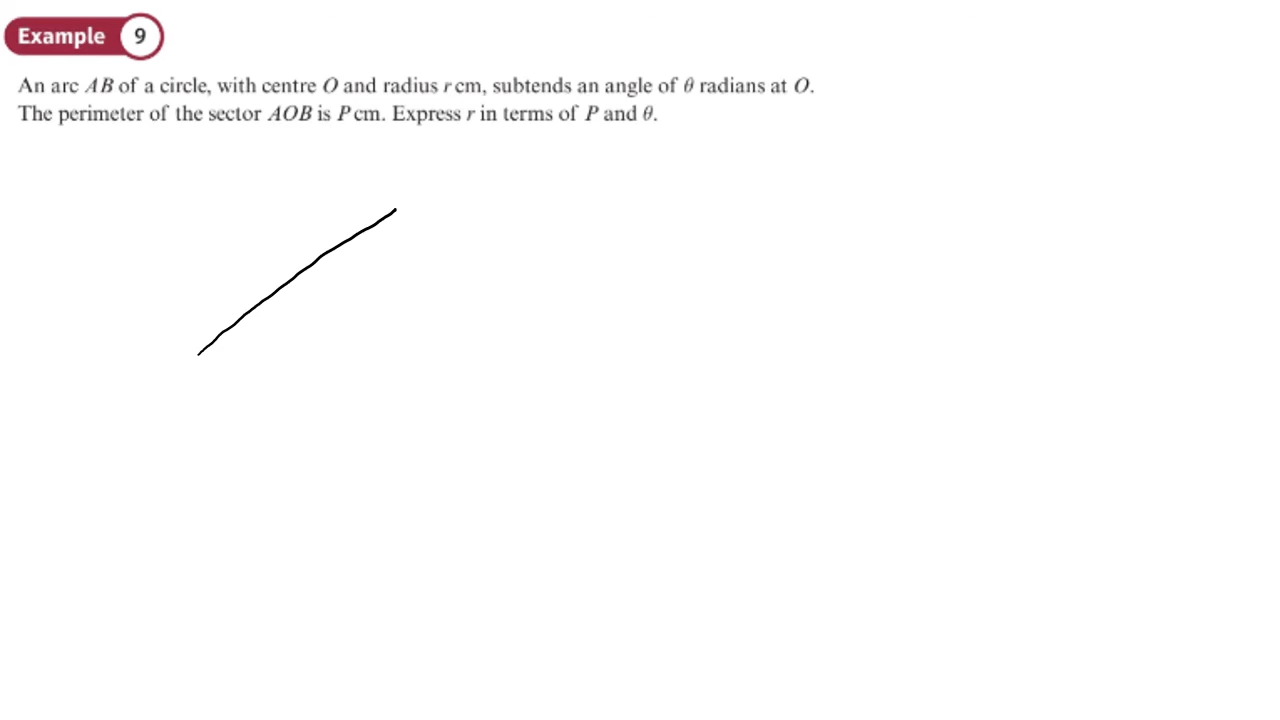 Example 9
An arc AB of a circle, with centre O and radius r cm, subtends an angle of θ radians at O.
The perimeter of the sector AOB is P cm. Express r in terms of P and θ.